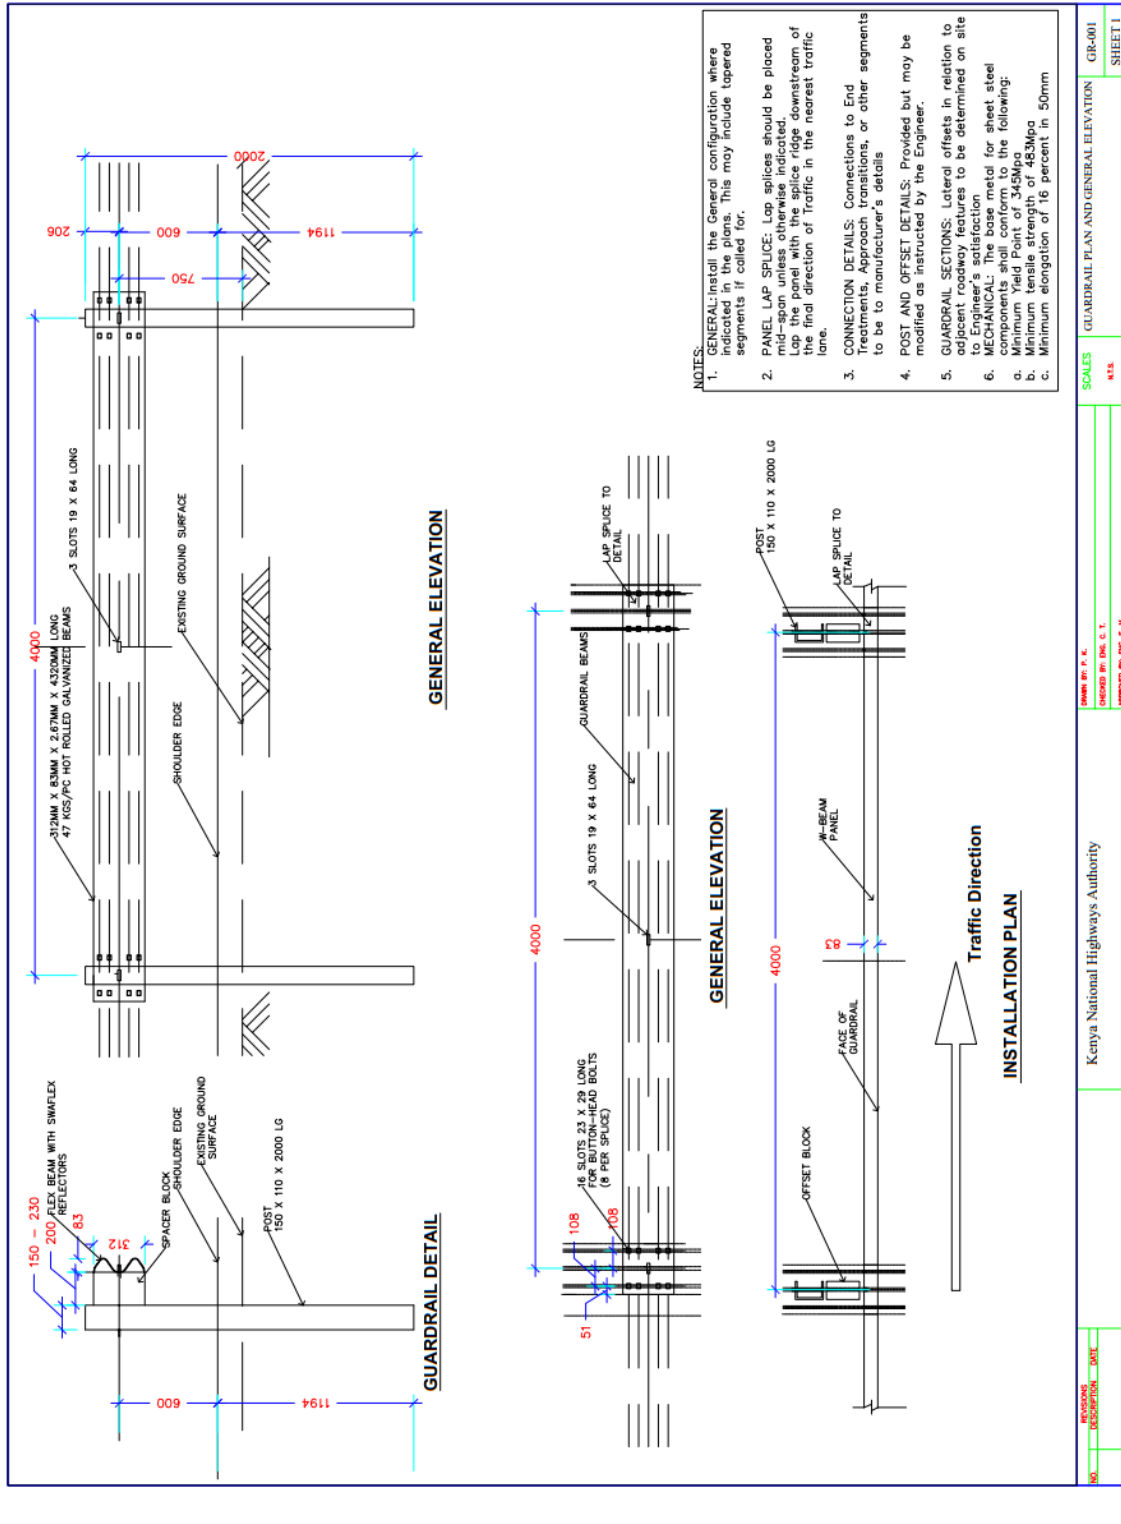 150 - 230
200
83
312
FLEX BEAM WITH SWAFLEX
REFLECTORS
SPACER BLOCK
SHOULDER EDGE
EXISTING GROUND
SURFACE
POST
150 X 110 X 2000 LG
600
1194
GUARDRAIL DETAIL
4000
312MM X 83MM X 2.67MM X 4320MM LONG
47 KGS/PC HOT ROLLED GALVANIZED BEAMS
3 SLOTS 19 X 64 LONG
SHOULDER EDGE
EXISTING GROUND SURFACE
206
600
750
1194
2000
GENERAL ELEVATION
51
108
108
16 SLOTS 23 X 29 LONG
FOR BUTTON-HEAD BOLTS
(8 PER SPLICE)
4000
3 SLOTS 19 X 64 LONG
GUARDRAIL BEAMS
LAP SPLICE TO
DETAIL
GENERAL ELEVATION
4000
OFFSET BLOCK
FACE OF
GUARDRAIL
83
W-BEAM
PANEL
POST
150 X 110 X 2000 LG
LAP SPLICE TO
DETAIL
Traffic Direction
INSTALLATION PLAN
NOTES:
1. GENERAL: Install the General configuration where
indicated in the plans. This may include tapered
segments if called for.
2. PANEL LAP SPLICE: Lap splices should be placed
mid-span unless otherwise indicated.
Lap the panel with the splice ridge downstream of
the final direction of Traffic in the nearest traffic
lane.
3. CONNECTION DETAILS: Connections to End
Treatments, Approach transitions, or other segments
to be to manufacturer's details
4. POST AND OFFSET DETAILS: Provided but may be
modified as instructed by the Engineer.
5. GUARDRAIL SECTIONS: Lateral offsets in relation to
adjacent roadway features to be determined on site
to Engineer's satisfaction
6. MECHANICAL: The base metal for sheet steel
components shall conform to the following:
a. Minimum Yield Point of 345Mpa
b. Minimum tensile strength of 483Mpa
c. Minimum elongation of 16 percent in 50mm
REVISIONS
NO. DESCRIPTION DATE
Kenya National Highways Authority
DRAWN BY: P. K.
CHECKED BY: ENG. C. T.
SCALES
N.T.S.
GUARDRAIL PLAN AND GENERAL ELEVATION
GR-001
SHEET 1